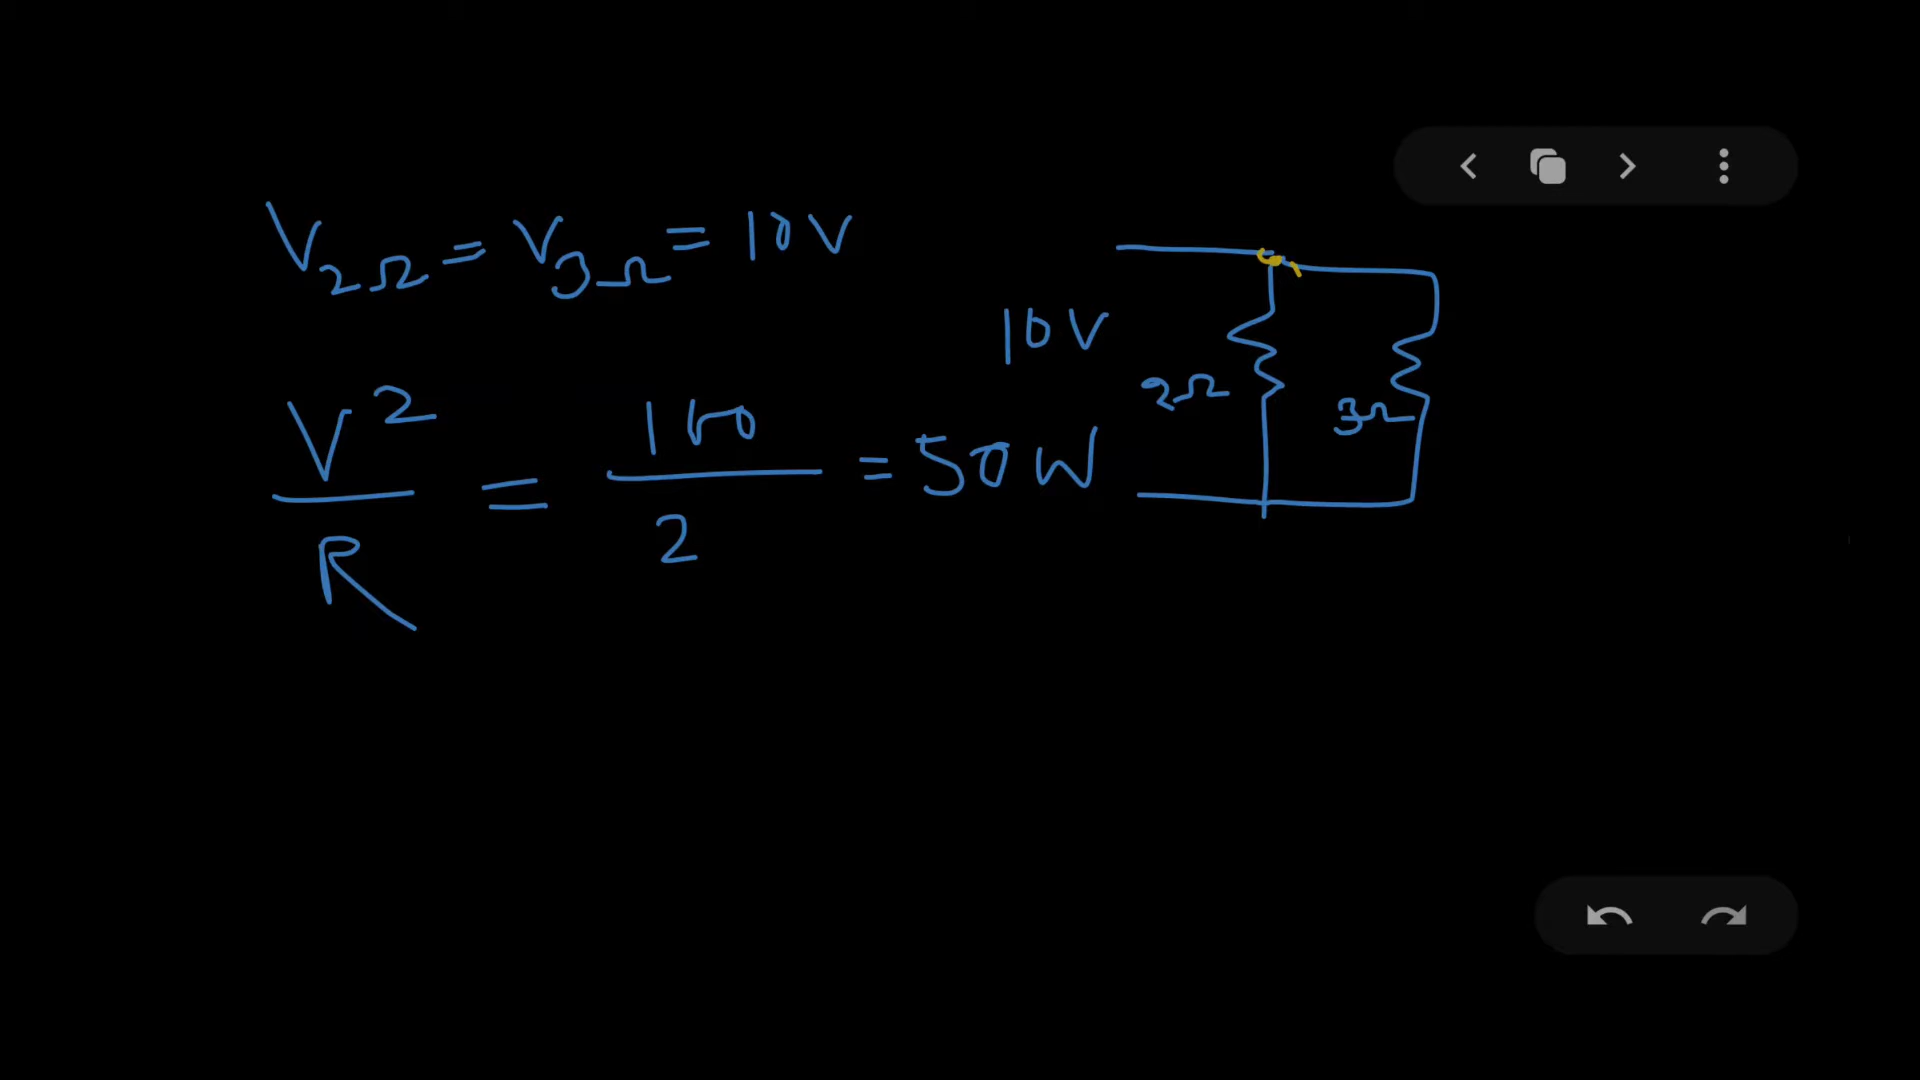 V2Ω = V3Ω = 10V
V² / R = 100 / 2 = 50W
10V
2Ω
3Ω